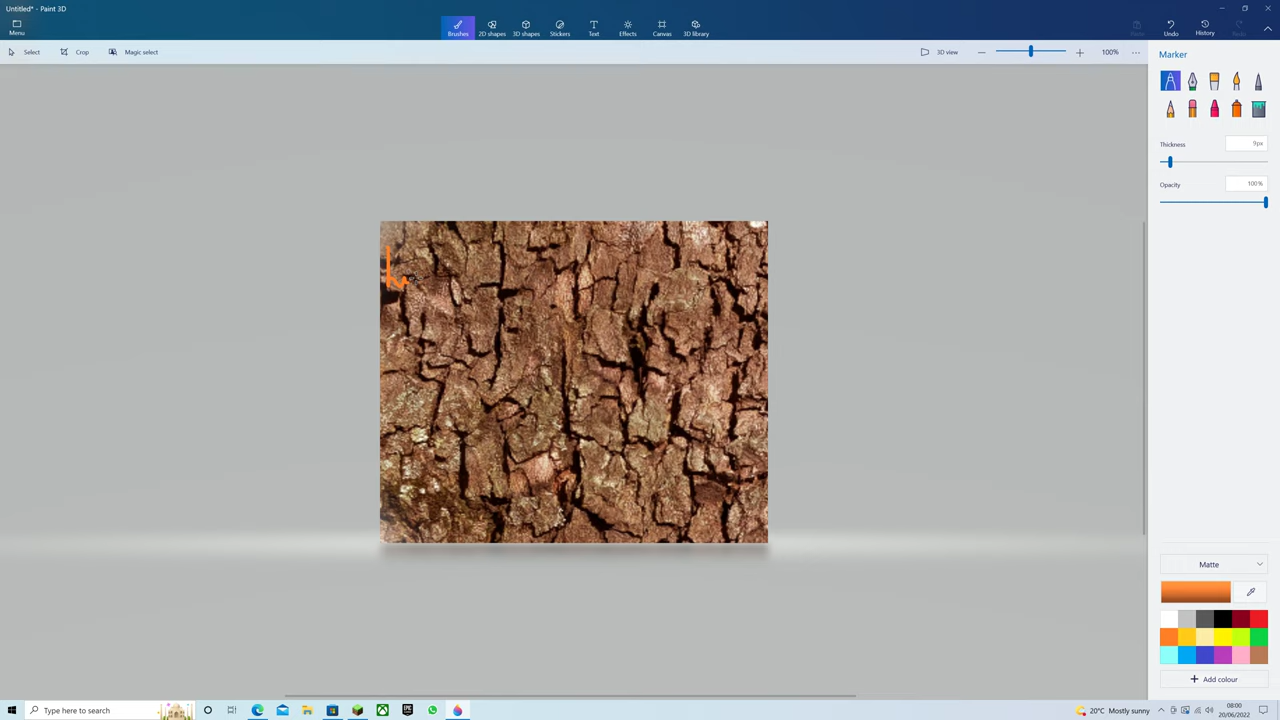 Untitled* - Paint 3D
Menu
Brushes
2D shapes
3D shapes
Stickers
Text
Effects
Canvas
3D library
Undo
History
Select
Crop
Magic select
3D view
100%
Marker
Thickness
9px
Opacity
100%
Matte
Add colour
Type here to search
20°C Mostly sunny
08:00
20/06/2022